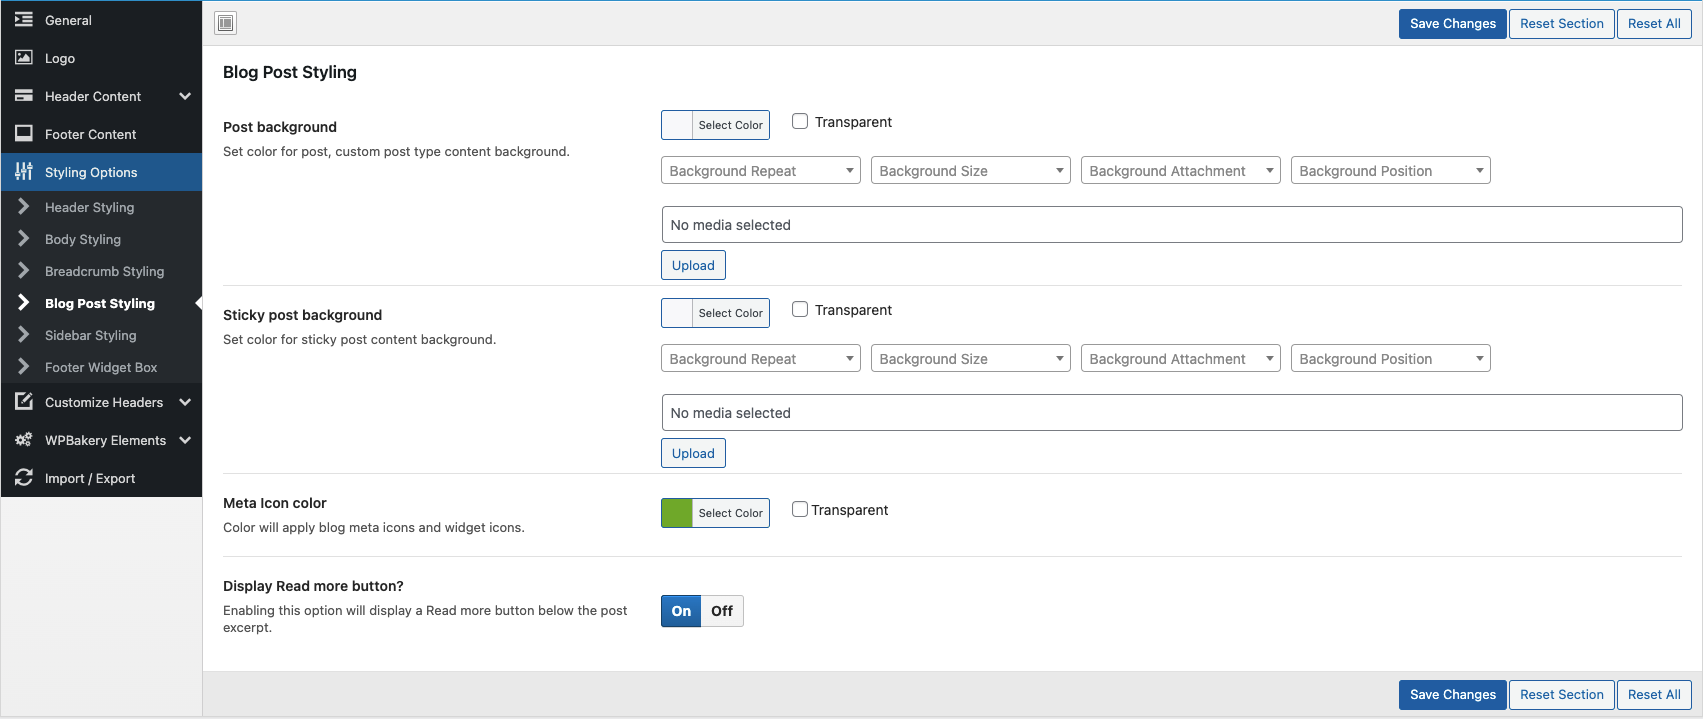 General
Logo
Header Content
Footer Content
Styling Options
Header Styling
Body Styling
Breadcrumb Styling
Blog Post Styling
Sidebar Styling
Footer Widget Box
Customize Headers
WPBakery Elements
Import / Export
Save Changes Reset Section Reset All
Blog Post Styling
Post background
Set color for post, custom post type content background.
Select Color Transparent
Background Repeat Background Size Background Attachment Background Position
No media selected
Upload
Sticky post background
Set color for sticky post content background.
Select Color Transparent
Background Repeat Background Size Background Attachment Background Position
No media selected
Upload
Meta Icon color
Color will apply blog meta icons and widget icons.
Select Color Transparent
Display Read more button?
Enabling this option will display a Read more button below the post
excerpt.
On Off
Save Changes Reset Section Reset All